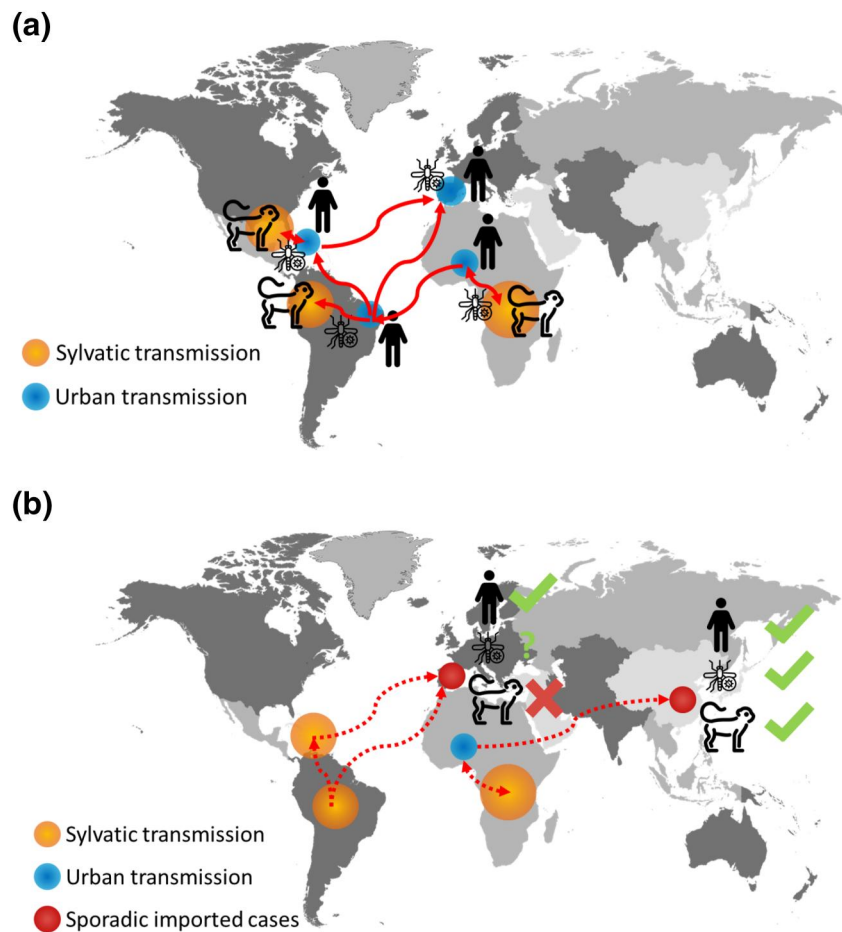 (a)
Sylvatic transmission
Urban transmission
(b)
?
Sylvatic transmission
Urban transmission
Sporadic imported cases